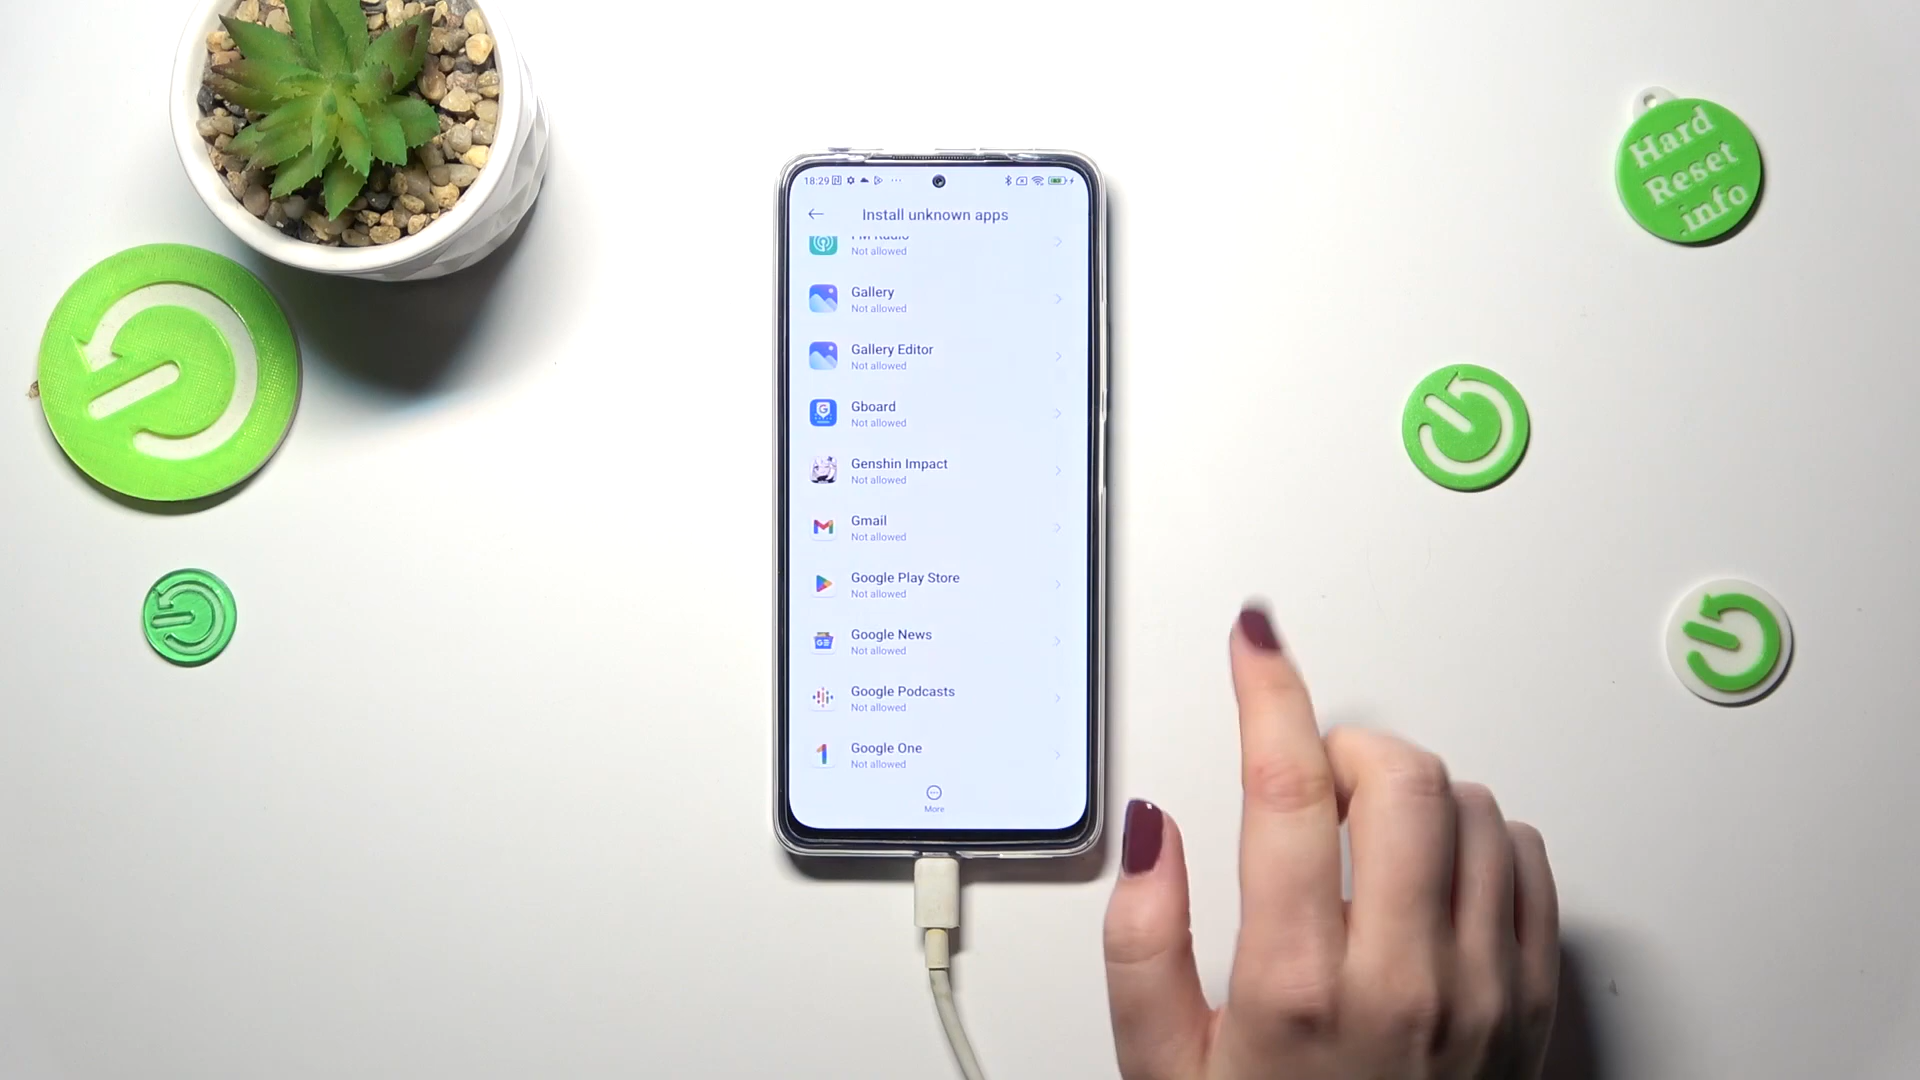 Hard
Reset
.info
18:29
Install unknown apps
FM Radio
Not allowed
Gallery
Not allowed
Gallery Editor
Not allowed
Gboard
Not allowed
Genshin Impact
Not allowed
Gmail
Not allowed
Google Play Store
Not allowed
Google News
Not allowed
Google Podcasts
Not allowed
Google One
Not allowed
More